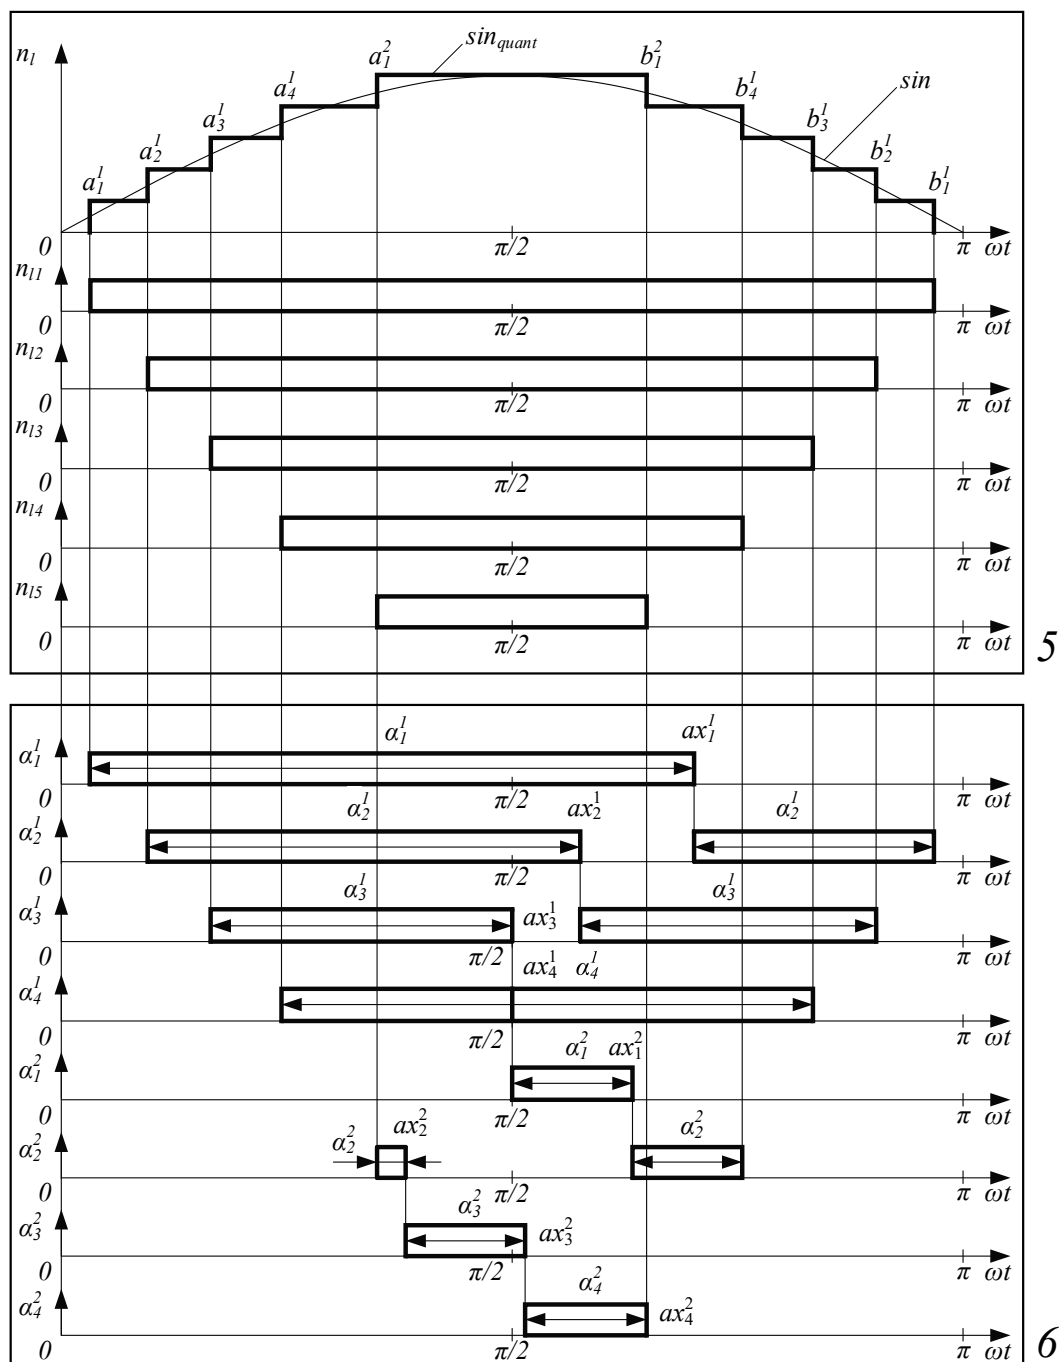 n_l a_1^2 sin_quant b_1^2
a_4^1 b_4^1 sin
a_3^1 b_3^1
a_2^1 b_2^1
a_1^1 b_1^1
0 π/2 π ωt
n_l1
0 π/2 π ωt
n_l2
0 π/2 π ωt
n_l3
0 π/2 π ωt
n_l4
0 π/2 π ωt
n_l5
0 π/2 π ωt
5
α_1^1 α_1^1 ax_1^1
0 π/2 π ωt
α_2^1 α_2^1 ax_2^1 α_2^1
0 π/2 π ωt
α_3^1 α_3^1 ax_3^1 α_3^1
0 π/2 π ωt
α_4^1 ax_4^1 α_4^1
0 π/2 π ωt
α_1^2 α_1^2 ax_1^2
0 π/2 π ωt
α_2^2 α_2^2 ax_2^2 α_2^2
0 π/2 π ωt
α_3^2 α_3^2 ax_3^2
0 π/2 π ωt
α_4^2 α_4^2 ax_4^2
0 π/2 π ωt
6